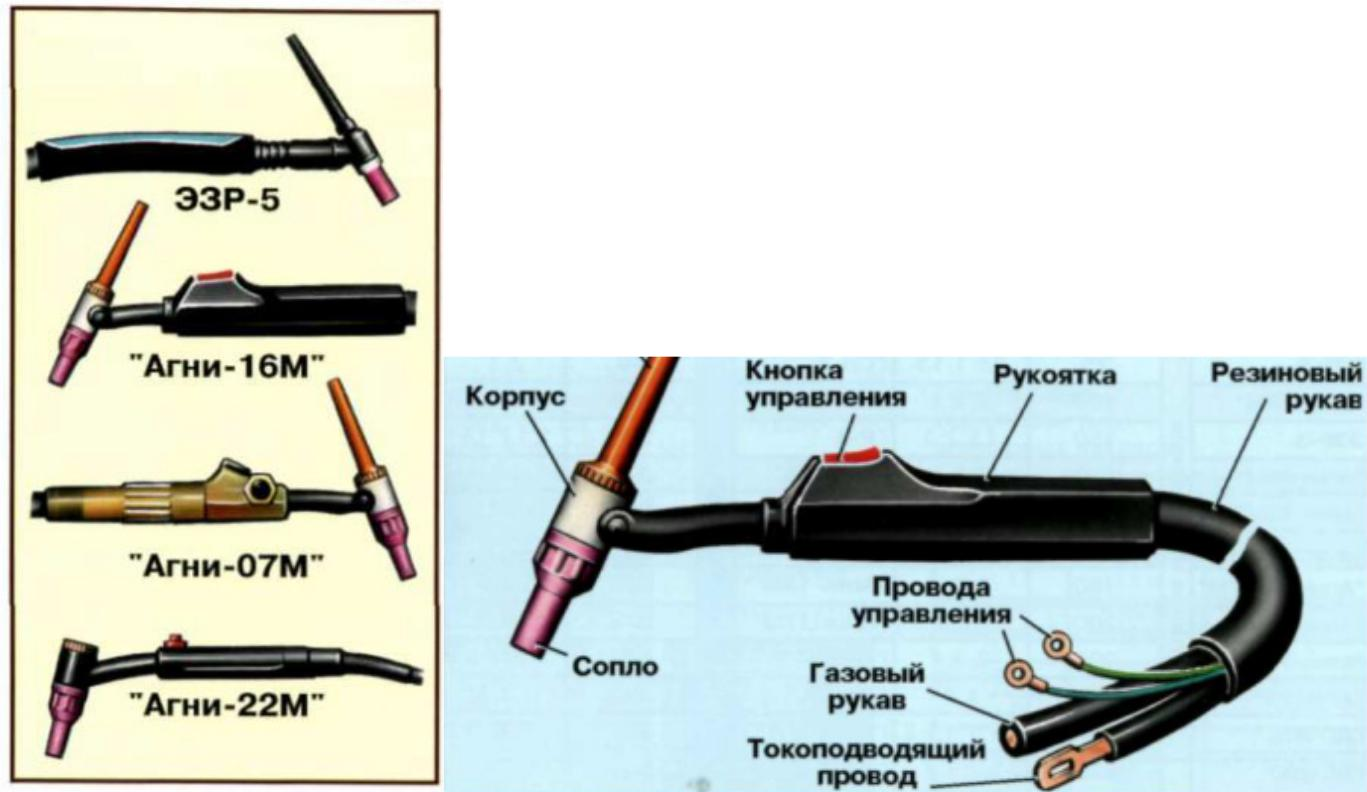 ЭЗР-5
"Агни-16М"
"Агни-07М"
"Агни-22М"
Корпус
Кнопка
управления
Рукоятка
Резиновый
рукав
Провода
управления
Сопло
Газовый
рукав
Токоподводящий
провод